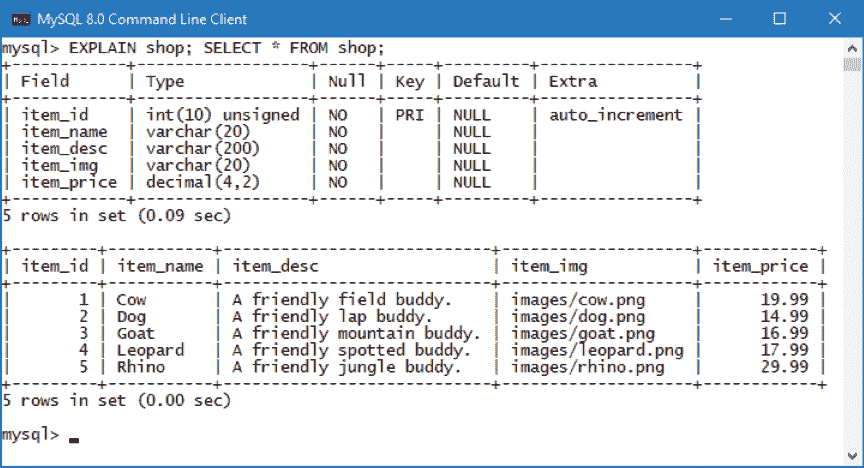 MySQL 8.0 Command Line Client
mysql> EXPLAIN shop; SELECT * FROM shop;
+------------+------------------+------+-----+---------+----------------+
| Field      | Type             | Null | Key | Default | Extra          |
+------------+------------------+------+-----+---------+----------------+
| item_id    | int(10) unsigned | NO   | PRI | NULL    | auto_increment |
| item_name  | varchar(20)      | NO   |     | NULL    |                |
| item_desc  | varchar(200)     | NO   |     | NULL    |                |
| item_img   | varchar(20)      | NO   |     | NULL    |                |
| item_price | decimal(4,2)     | NO   |     | NULL    |                |
+------------+------------------+------+-----+---------+----------------+
5 rows in set (0.09 sec)
+---------+-----------+----------------------------+--------------------+------------+
| item_id | item_name | item_desc                  | item_img           | item_price |
+---------+-----------+----------------------------+--------------------+------------+
|       1 | Cow       | A friendly field buddy.    | images/cow.png     |      19.99 |
|       2 | Dog       | A friendly lap buddy.      | images/dog.png     |      14.99 |
|       3 | Goat      | A friendly mountain buddy. | images/goat.png    |      16.99 |
|       4 | Leopard   | A friendly spotted buddy.  | images/leopard.png |      17.99 |
|       5 | Rhino     | A friendly jungle buddy.   | images/rhino.png   |      29.99 |
+---------+-----------+----------------------------+--------------------+------------+
5 rows in set (0.00 sec)
mysql> _